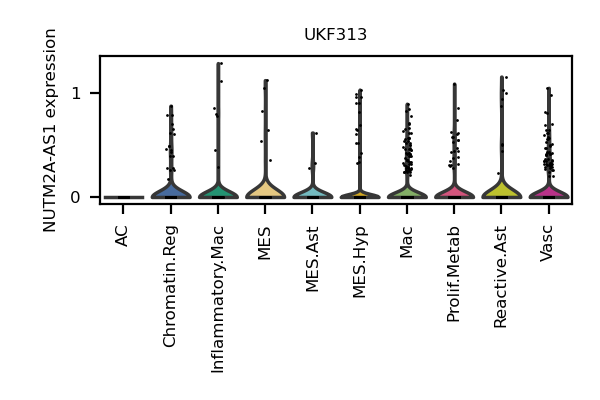 UKF313
NUTM2A-AS1 expression
1
0
AC
Chromatin.Reg
Inflammatory.Mac
MES
MES.Ast
MES.Hyp
Mac
Prolif.Metab
Reactive.Ast
Vasc